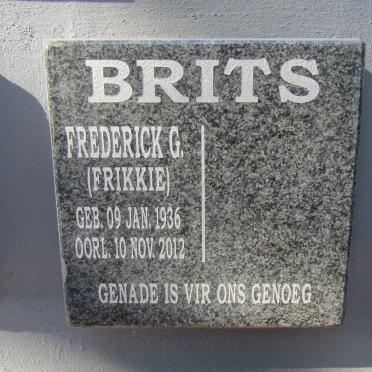 BRITS
FREDERICK G.
(FRIKKIE)
GEB. 09 JAN. 1936
OORL. 10 NOV. 2012
GENADE IS VIR ONS GENOEG